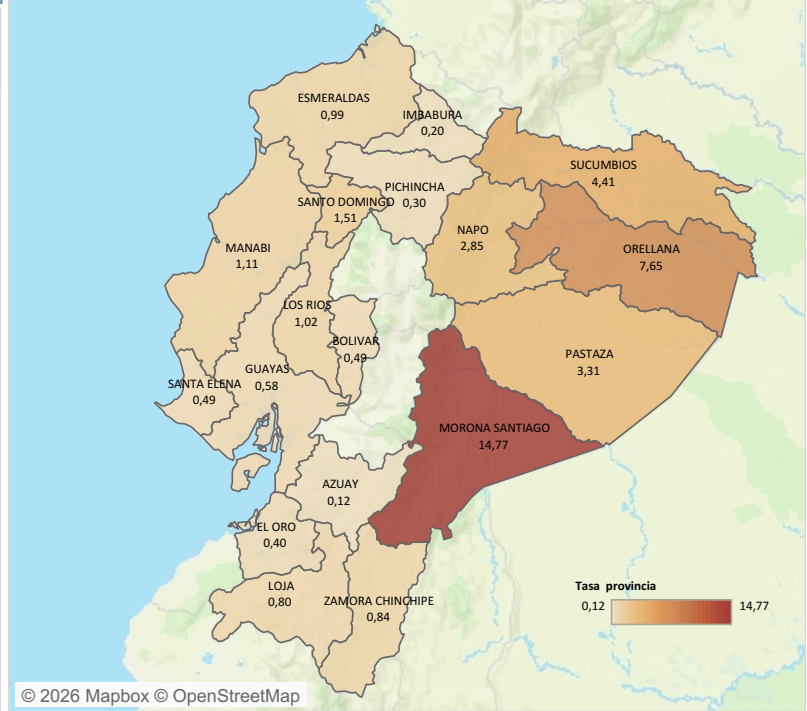 ESMERALDAS
0,99
IMBABURA
0,20
SUCUMBIOS
4,41
PICHINCHA
0,30
SANTO DOMINGO
1,51
NAPO
2,85
ORELLANA
7,65
MANABI
1,11
LOS RIOS
1,02
BOLIVAR
0,49
PASTAZA
3,31
GUAYAS
0,58
SANTA ELENA
0,49
MORONA SANTIAGO
14,77
AZUAY
0,12
EL ORO
0,40
LOJA
0,80
ZAMORA CHINCHIPE
0,84
Tasa provincia
0,12 14,77
© 2026 Mapbox © OpenStreetMap